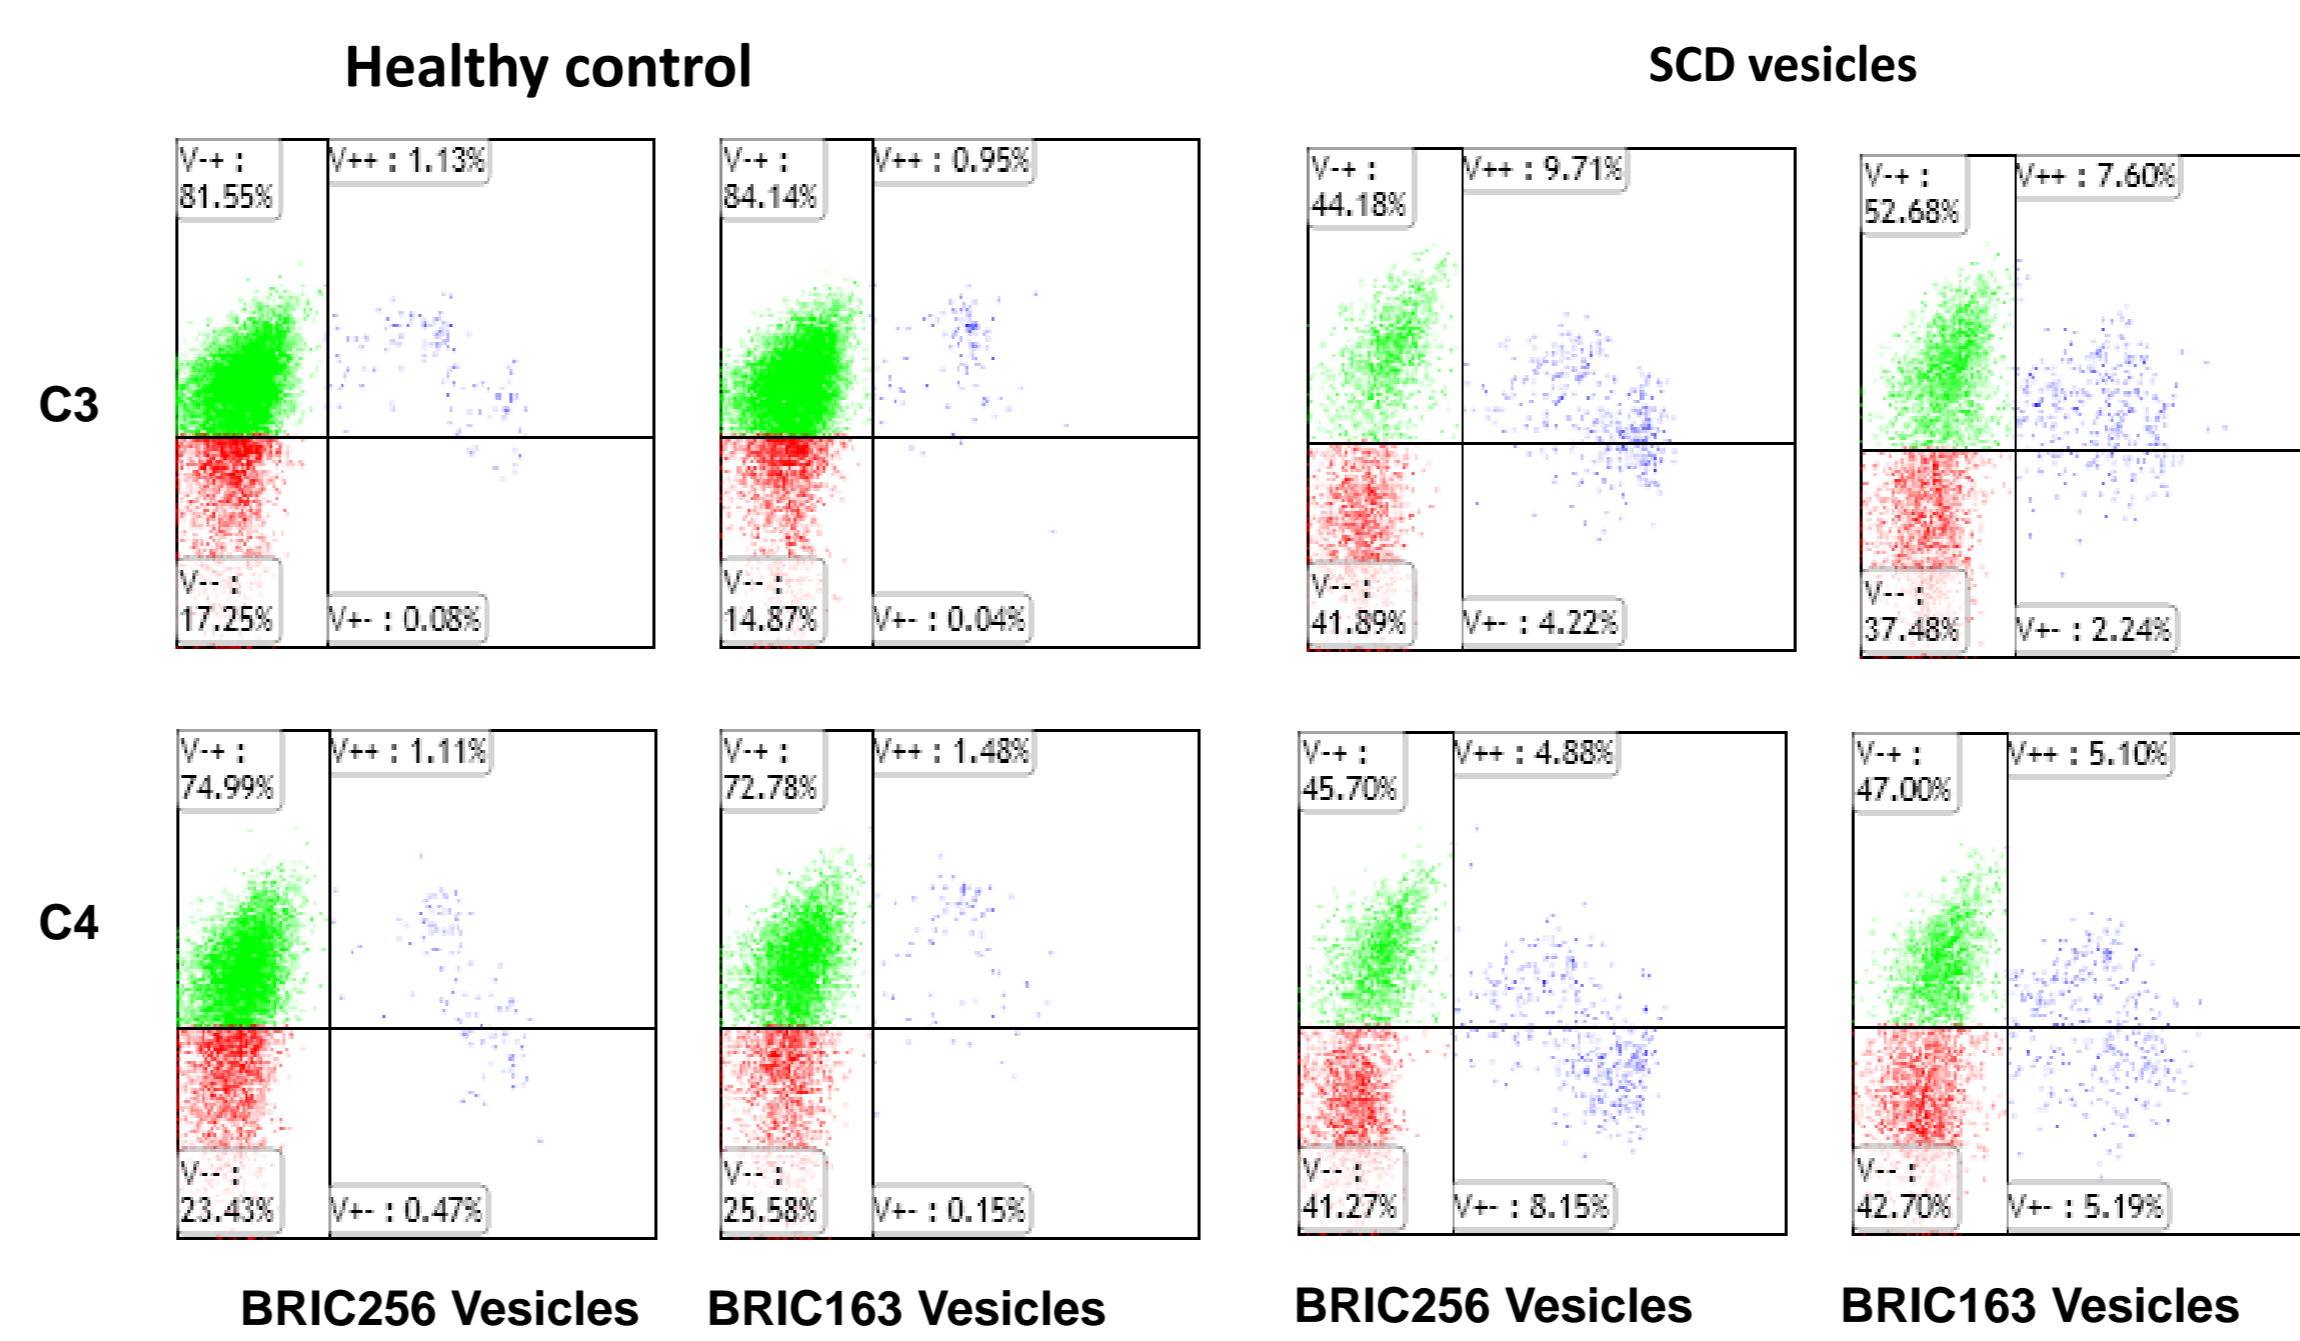 Healthy control
SCD vesicles
V-+ :
81.55%
V++ : 1.13%
V-- :
17.25%
V+- : 0.08%
V-+ :
84.14%
V++ : 0.95%
V-- :
14.87%
V+- : 0.04%
V-+ :
44.18%
V++ : 9.71%
V-- :
41.89%
V+- : 4.22%
V-+ :
52.68%
V++ : 7.60%
V-- :
37.48%
V+- : 2.24%
C3
V-+ :
74.99%
V++ : 1.11%
V-- :
23.43%
V+- : 0.47%
V-+ :
72.78%
V++ : 1.48%
V-- :
25.58%
V+- : 0.15%
V-+ :
45.70%
V++ : 4.88%
V-- :
41.27%
V+- : 8.15%
V-+ :
47.00%
V++ : 5.10%
V-- :
42.70%
V+- : 5.19%
C4
BRIC256 Vesicles
BRIC163 Vesicles
BRIC256 Vesicles
BRIC163 Vesicles